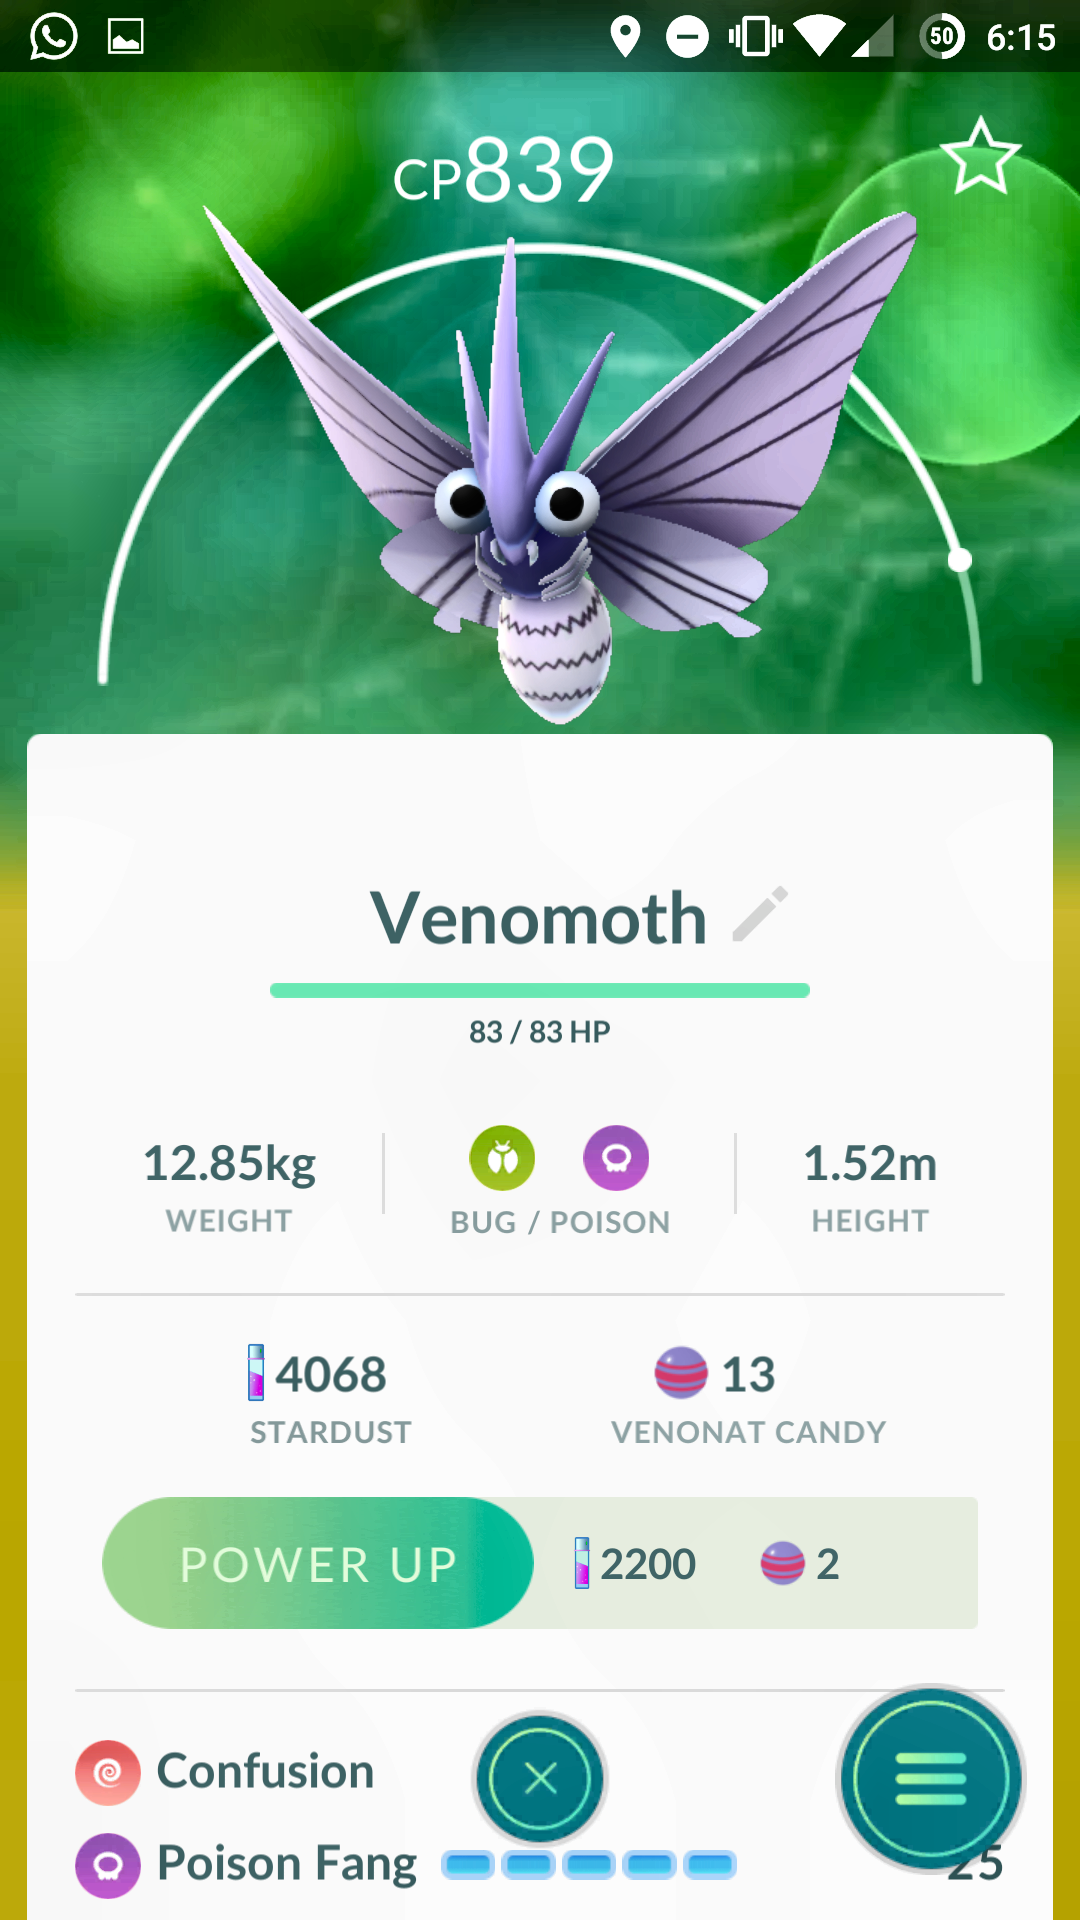 50 6:15
CP839
Venomoth
83 / 83 HP
12.85kg 1.52m
WEIGHT BUG / POISON HEIGHT
4068 13
STARDUST VENONAT CANDY
POWER UP 2200 2
Confusion
Poison Fang 25